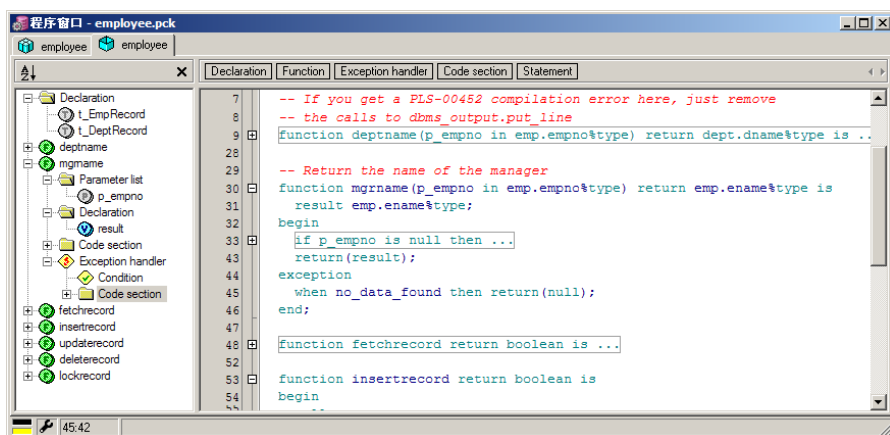 程序窗口 - employee.pck
employee employee
Declaration Function Exception handler Code section Statement
Declaration
t_EmpRecord
t_DeptRecord
deptname
mgrname
Parameter list
p_empno
Declaration
result
Code section
Exception handler
Condition
Code section
fetchrecord
insertrecord
updaterecord
deleterecord
lockrecord
7 -- If you get a PLS-00452 compilation error here, just remove
8 -- the calls to dbms_output.put_line
9 function deptname(p_empno in emp.empno%type) return dept.dname%type is ..
28
29 -- Return the name of the manager
30 function mgrname(p_empno in emp.empno%type) return emp.ename%type is
31 result emp.ename%type;
32 begin
33 if p_empno is null then ...
43 return(result);
44 exception
45 when no_data_found then return(null);
46 end;
47
48 function fetchrecord return boolean is ...
52
53 function insertrecord return boolean is
54 begin
45:42